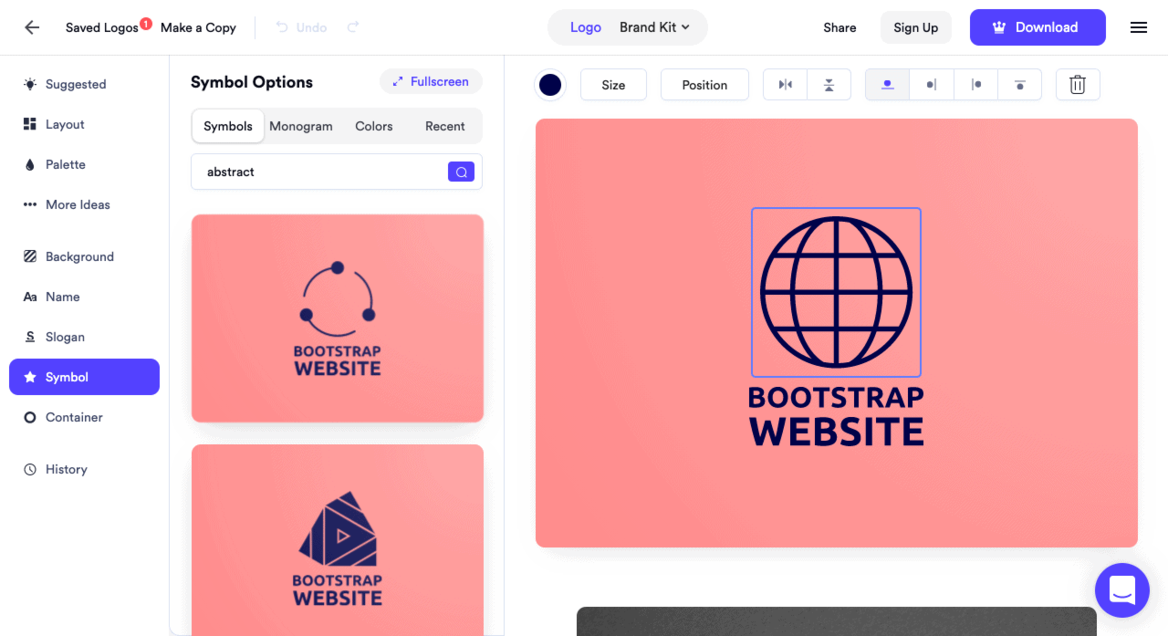 Saved Logos 1 Make a Copy Undo Logo Brand Kit Share Sign Up Download
Suggested
Layout
Palette
More Ideas
Background
Aa Name
S Slogan
Symbol
Container
History
Symbol Options Fullscreen
Symbols Monogram Colors Recent
abstract
BOOTSTRAP
WEBSITE
BOOTSTRAP
WEBSITE
Size Position
BOOTSTRAP
WEBSITE